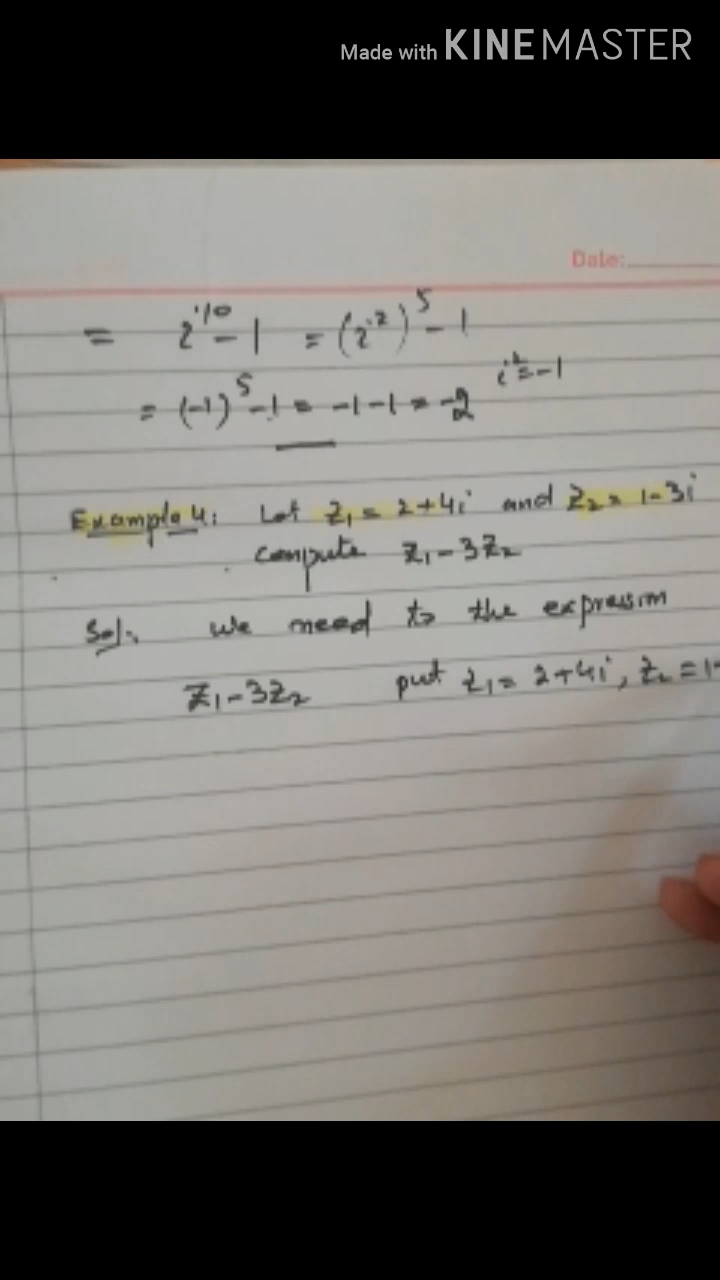 Made with KINEMASTER
Date:
= i¹⁰ - 1 = (i²)⁵ - 1
= (-1)⁵ - 1 = -1 - 1 = -2 i² = -1
Example 4: Let Z₁ = 2+4i and Z₂ = 1-3i
compute Z₁ - 3Z₂
Sol:. We need to the expression
Z₁ - 3Z₂ put Z₁ = 2+4i, Z₂ = 1-